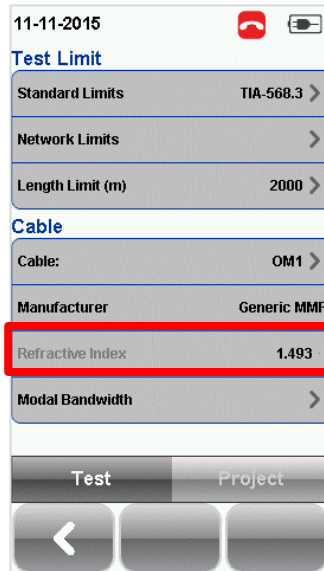 11-11-2015
Test Limit
Standard Limits TIA-568.3
Network Limits
Length Limit (m) 2000
Cable
Cable: OM1
Manufacturer Generic MMF
Refractive Index 1.493
Modal Bandwidth
Test Project